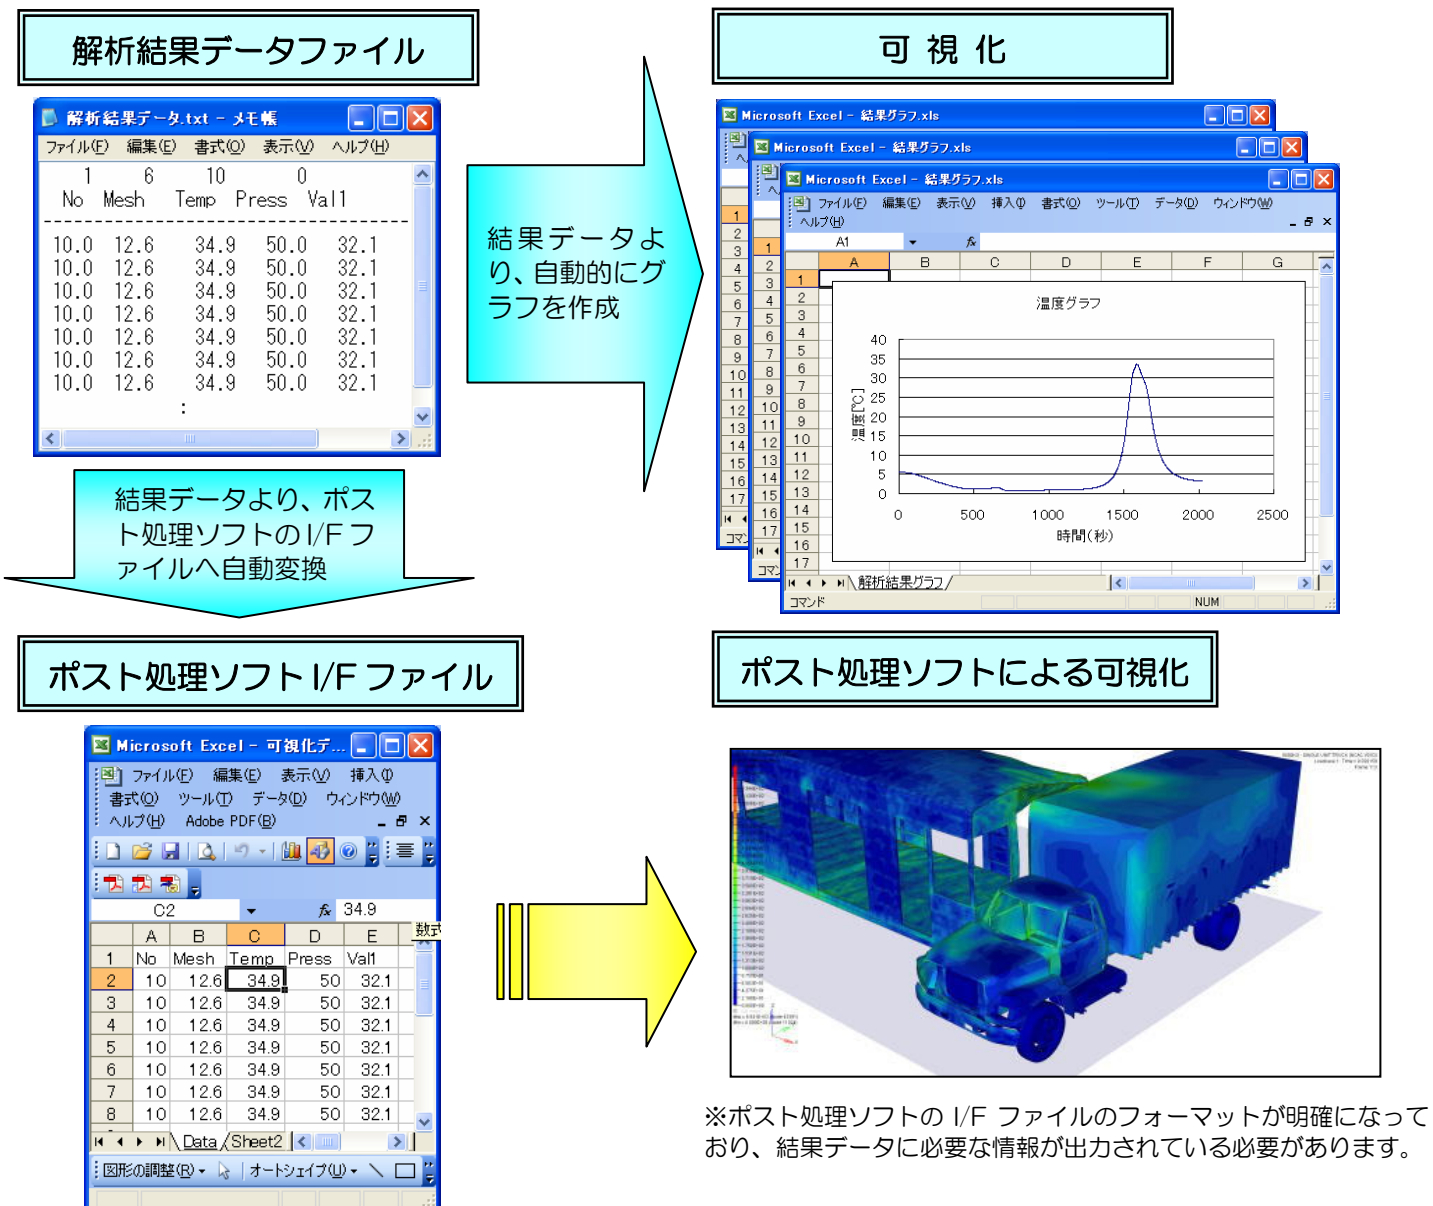 解析結果データファイル
可 視 化
解析結果データ.txt - メモ帳
ファイル(F) 編集(E) 書式(O) 表示(V) ヘルプ(H)
1 6 10 0
No Mesh Temp Press Val1
-----------------------------
10.0 12.6 34.9 50.0 32.1
10.0 12.6 34.9 50.0 32.1
10.0 12.6 34.9 50.0 32.1
10.0 12.6 34.9 50.0 32.1
10.0 12.6 34.9 50.0 32.1
10.0 12.6 34.9 50.0 32.1
10.0 12.6 34.9 50.0 32.1
:
結果データよ
り、自動的にグ
ラフを作成
Microsoft Excel - 結果グラフ.xls
Microsoft Excel - 結果グラフ.xls
Microsoft Excel - 結果グラフ.xls
ファイル(F) 編集(E) 表示(V) 挿入(I) 書式(O) ツール(T) データ(D) ウィンドウ(W)
ヘルプ(H)
A1 fx
A B C D E F G
1
2
3
4
5
6
7
8
9
10
11
12
13
14
15
16
17
温度グラフ
40
35
30
25
20
15
10
5
0
温度[℃]
0 500 1000 1500 2000 2500
時間(秒)
解析結果グラフ
コマンド NUM
結果データより、ポス
ト処理ソフトのI/Fフ
ァイルへ自動変換
ポスト処理ソフトI/Fファイル
ポスト処理ソフトによる可視化
Microsoft Excel - 可視化デ...
ファイル(F) 編集(E) 表示(V) 挿入(I)
書式(O) ツール(T) データ(D) ウィンドウ(W)
ヘルプ(H) Adobe PDF(B)
C2 fx 34.9
数式
A B C D E
1 No Mesh Temp Press Val1
2 10 12.6 34.9 50 32.1
3 10 12.6 34.9 50 32.1
4 10 12.6 34.9 50 32.1
5 10 12.6 34.9 50 32.1
6 10 12.6 34.9 50 32.1
7 10 12.6 34.9 50 32.1
8 10 12.6 34.9 50 32.1
Data Sheet2
図形の調整(R) オートシェイプ(U)
※ポスト処理ソフトの I/F ファイルのフォーマットが明確になって
おり、結果データに必要な情報が出力されている必要があります。